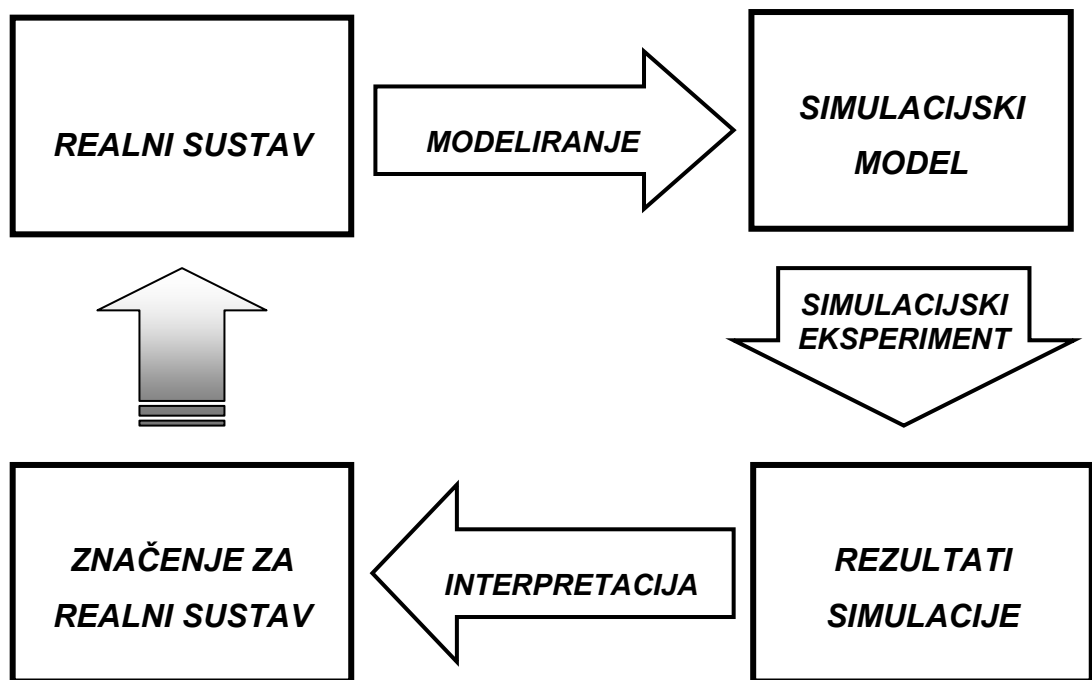 REALNI SUSTAV
MODELIRANJE
SIMULACIJSKI
MODEL
SIMULACIJSKI
EKSPERIMENT
REZULTATI
SIMULACIJE
INTERPRETACIJA
ZNAČENJE ZA
REALNI SUSTAV